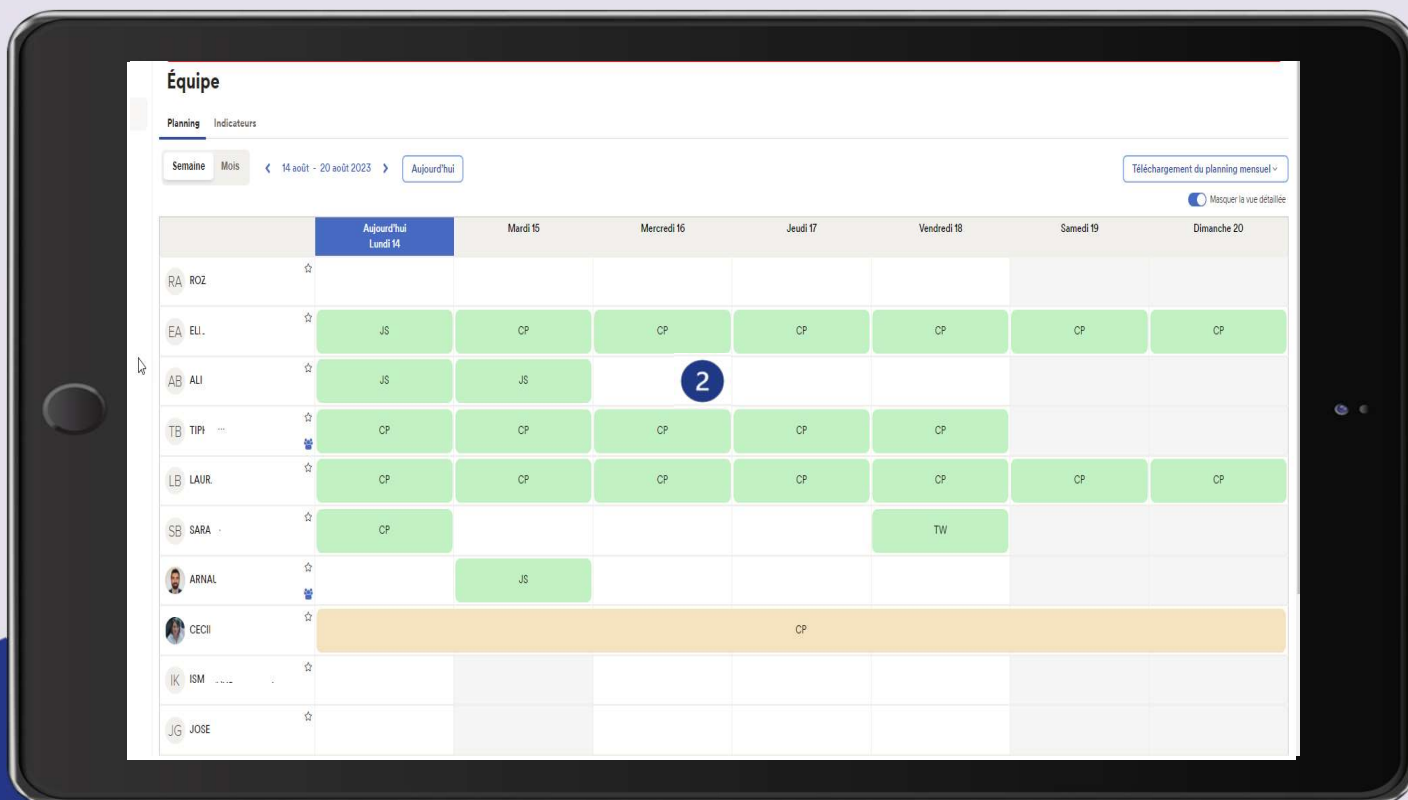 Équipe
Planning Indicateurs
Semaine Mois 14 août - 20 août 2023 Aujourd'hui Téléchargement du planning mensuel
Masquer la vue détaillée
Aujourd'hui
Lundi 14 Mardi 15 Mercredi 16 Jeudi 17 Vendredi 18 Samedi 19 Dimanche 20
RA ROZ
EA ELI. JS CP CP CP CP CP CP
AB ALI JS JS 2
TB TIPH ... CP CP CP CP CP
LB LAUR. CP CP CP CP CP CP CP
SB SARA CP TW
ARNAU JS
CECII CP
IK ISM
JG JOSE